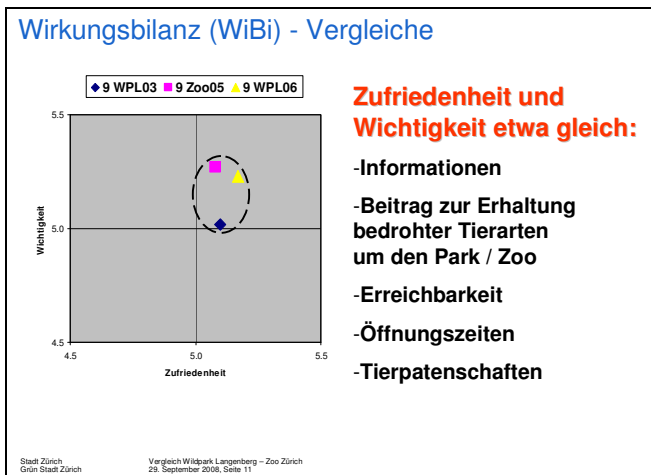 Wirkungsbilanz (WiBi) - Vergleiche
9 WPL03 9 Zoo05 9 WPL06
5.5
5.0
4.5
Wichtigkeit
4.5 5.0 5.5
Zufriedenheit
Zufriedenheit und
Wichtigkeit etwa gleich:
-Informationen
-Beitrag zur Erhaltung
bedrohter Tierarten
um den Park / Zoo
-Erreichbarkeit
-Öffnungszeiten
-Tierpatenschaften
Stadt Zürich
Grün Stadt Zürich
Vergleich Wildpark Langenberg – Zoo Zürich
29. September 2008, Seite 11